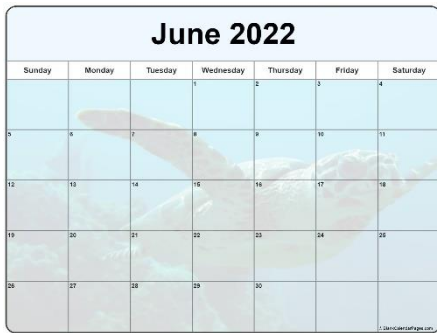 June 2022
Sunday Monday Tuesday Wednesday Thursday Friday Saturday
1 2 3 4
5 6 7 8 9 10 11
12 13 14 15 16 17 18
19 20 21 22 23 24 25
26 27 28 29 30
BlankCalendarPages.com